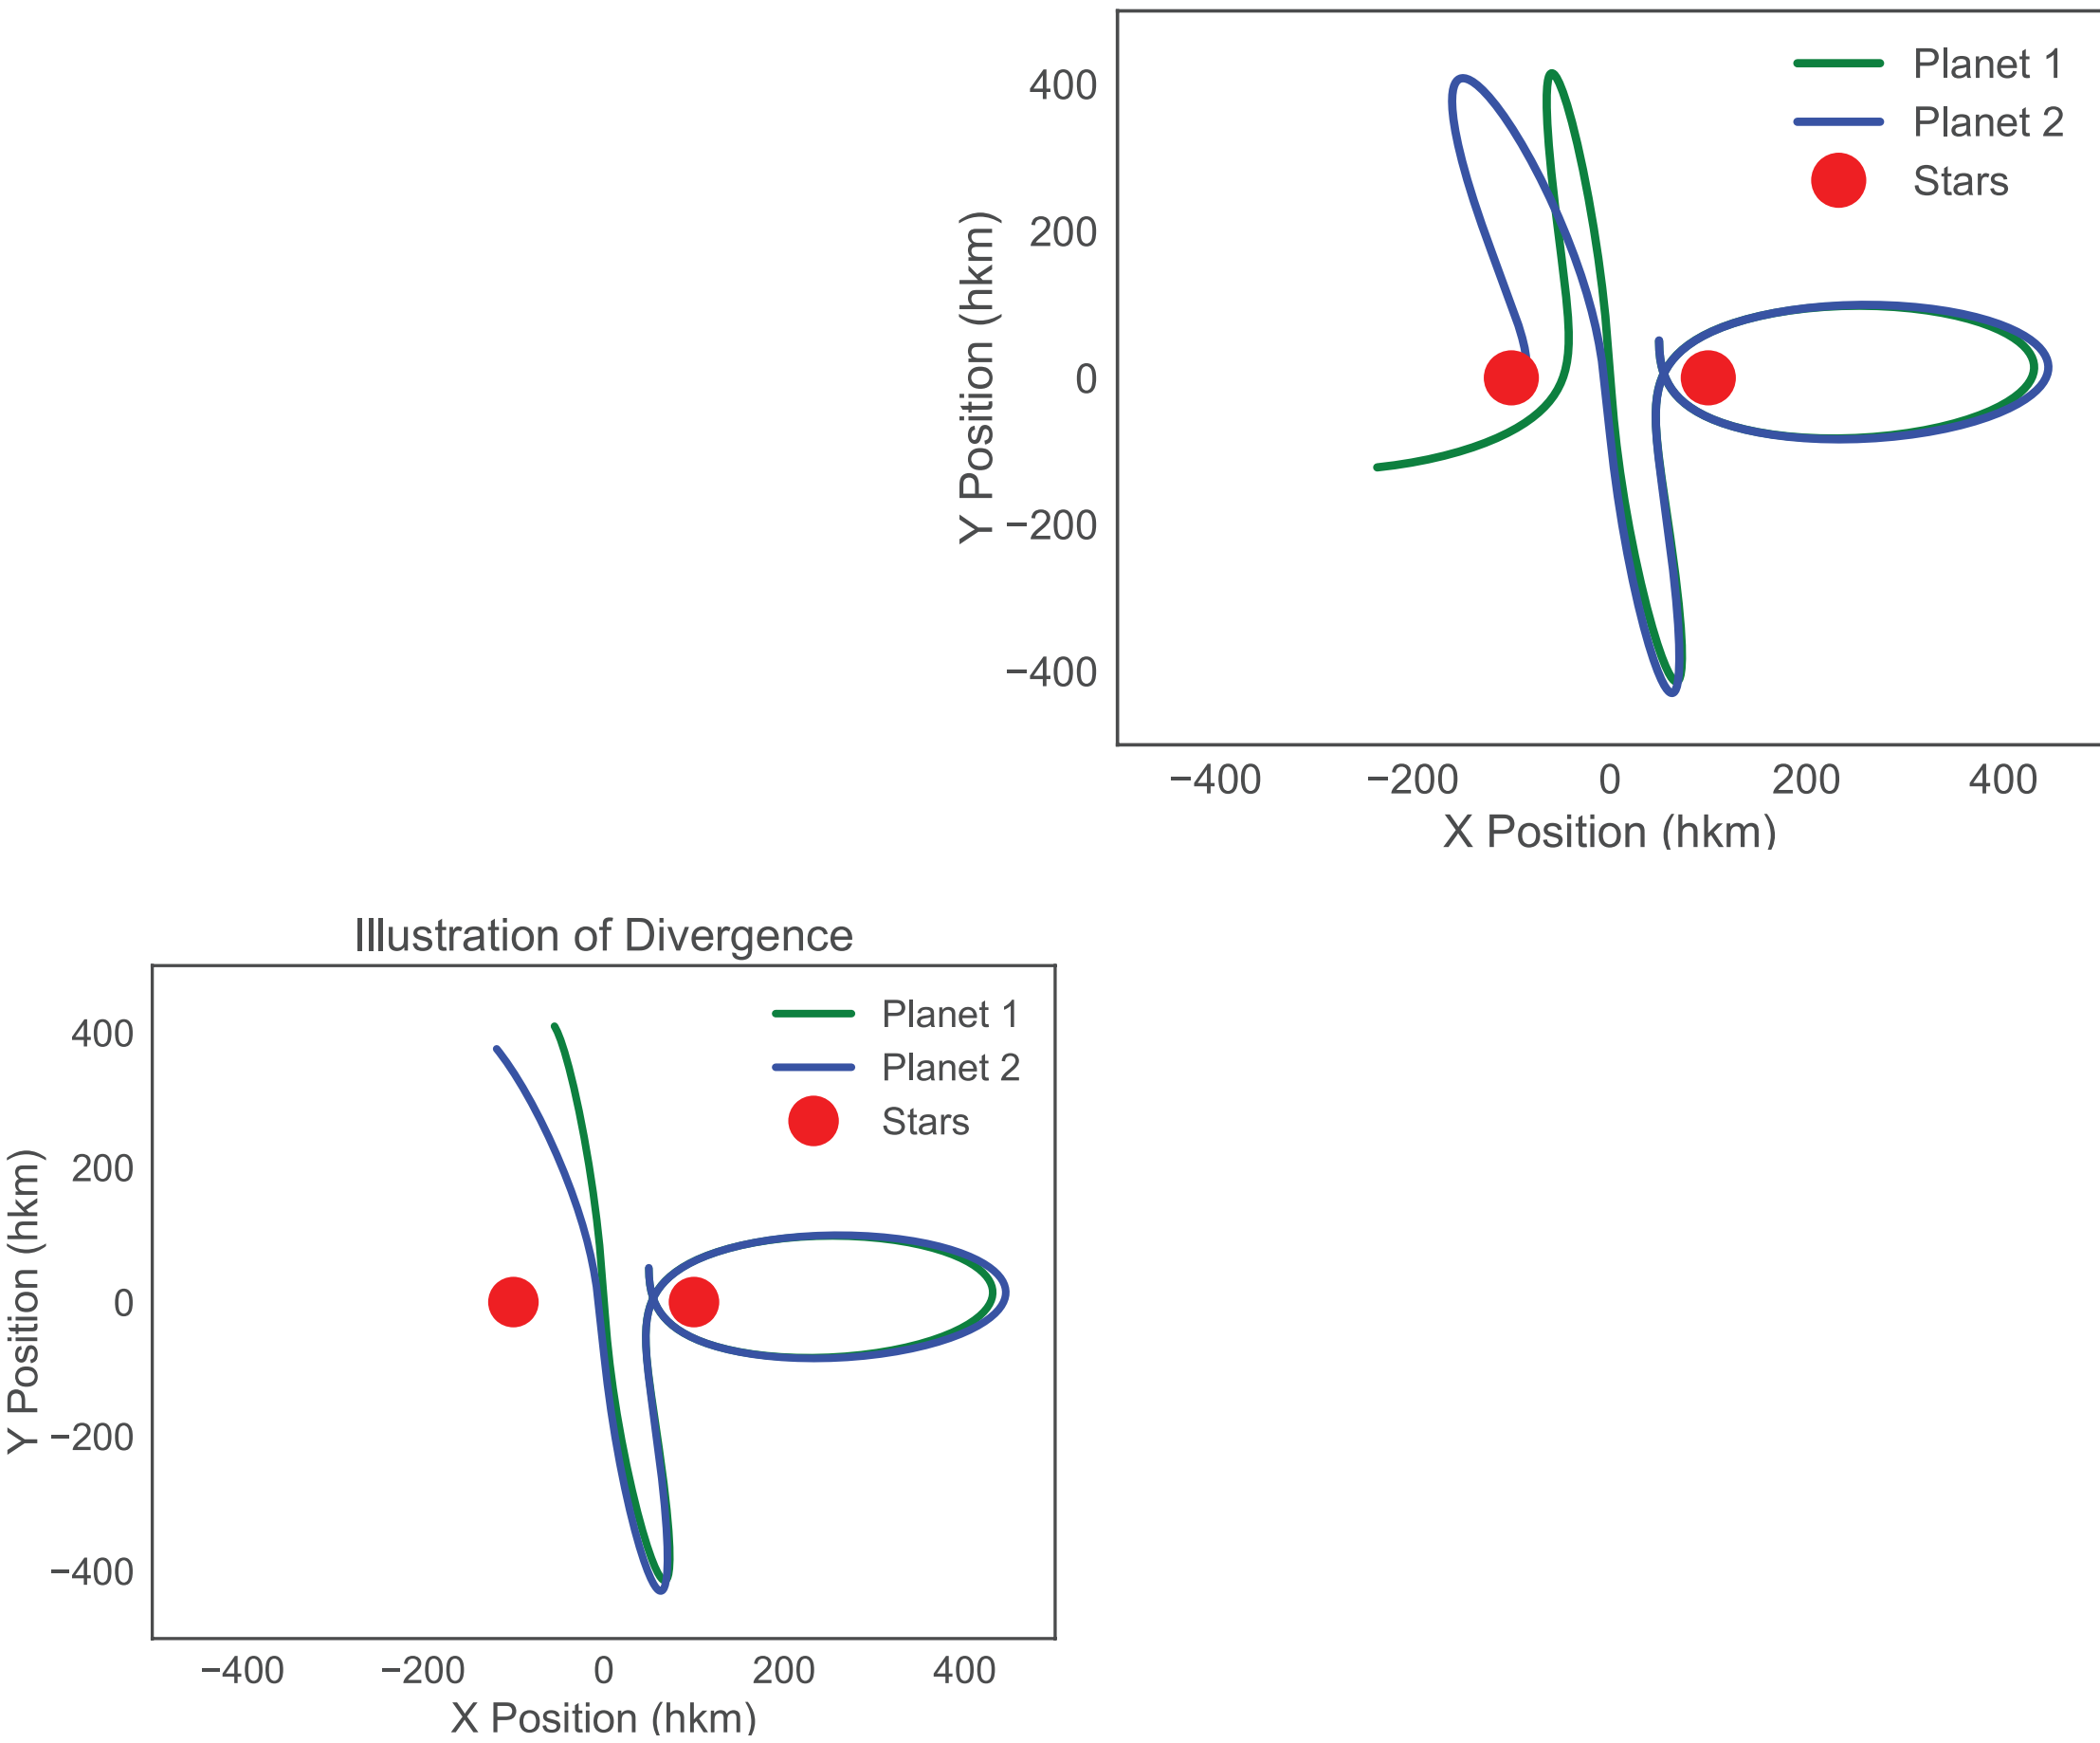 Planet 1
Planet 2
Stars
400
200
0
−200
−400
Y Position (hkm)
−400 −200 0 200 400
X Position (hkm)
Illustration of Divergence
Planet 1
Planet 2
Stars
400
200
0
−200
−400
Y Position (hkm)
−400 −200 0 200 400
X Position (hkm)